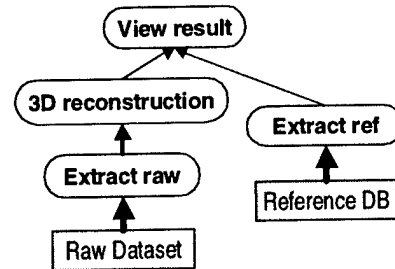 View result
3D reconstruction
Extract ref
Extract raw
Reference DB
Raw Dataset